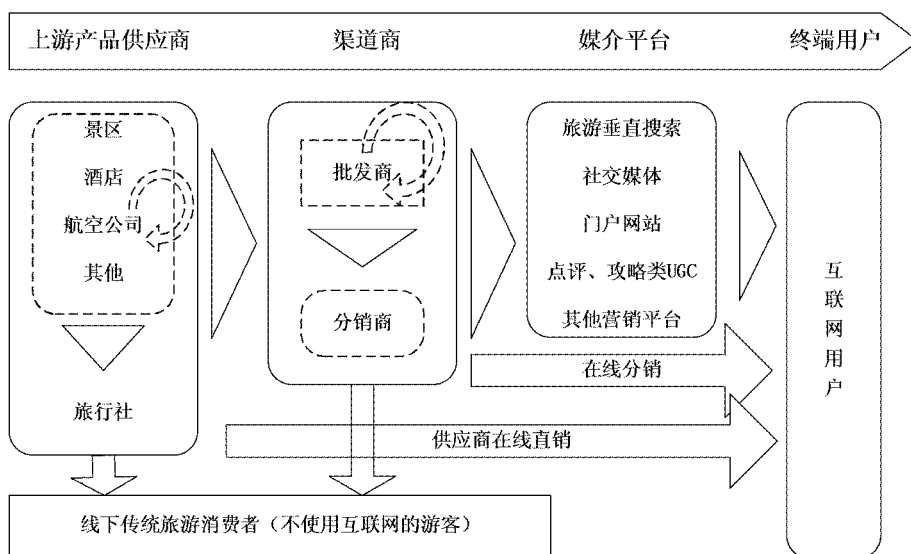 上游产品供应商
渠道商
媒介平台
终端用户
景区
酒店
航空公司
其他
旅行社
批发商
分销商
旅游垂直搜索
社交媒体
门户网站
点评、攻略类UGC
其他营销平台
互联网用户
在线分销
供应商在线直销
线下传统旅游消费者（不使用互联网的游客）